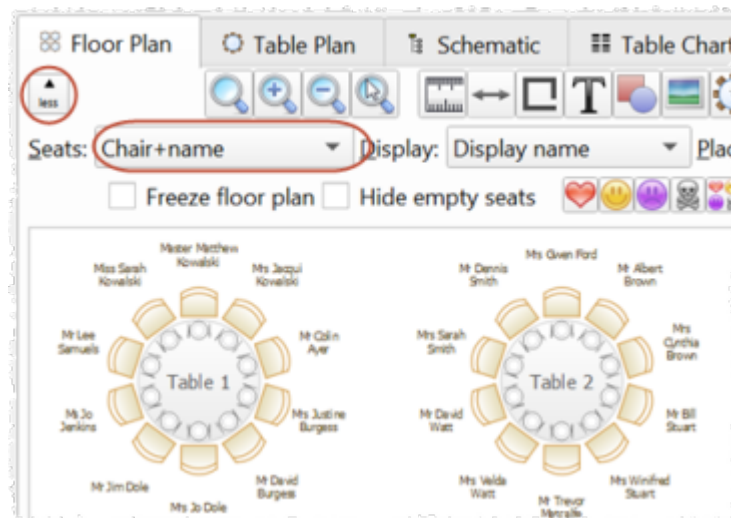 Floor Plan
Table Plan
Schematic
Table Chart
less
Seats:
Chair+name
Display:
Display name
Freeze floor plan
Hide empty seats
Master Matthew
Kowalski
Miss Sarah
Kowalski
Mrs Jacqui
Kowalski
Mr Lee
Samuels
Mr Colin
Ayer
Table 1
Ms Jo
Jenkins
Mrs Justine
Burgess
Mr Jim Dole
Mr David
Burgess
Mrs Jo Dole
Mrs Gwen Ford
Mr Dennis
Smith
Mr Albert
Brown
Mrs Sarah
Smith
Mrs
Cynthia
Brown
Table 2
Mr David
Watt
Mr Bill
Stuart
Mrs Velda
Watt
Mrs Winifred
Stuart
Mr Trevor
Metcalfe